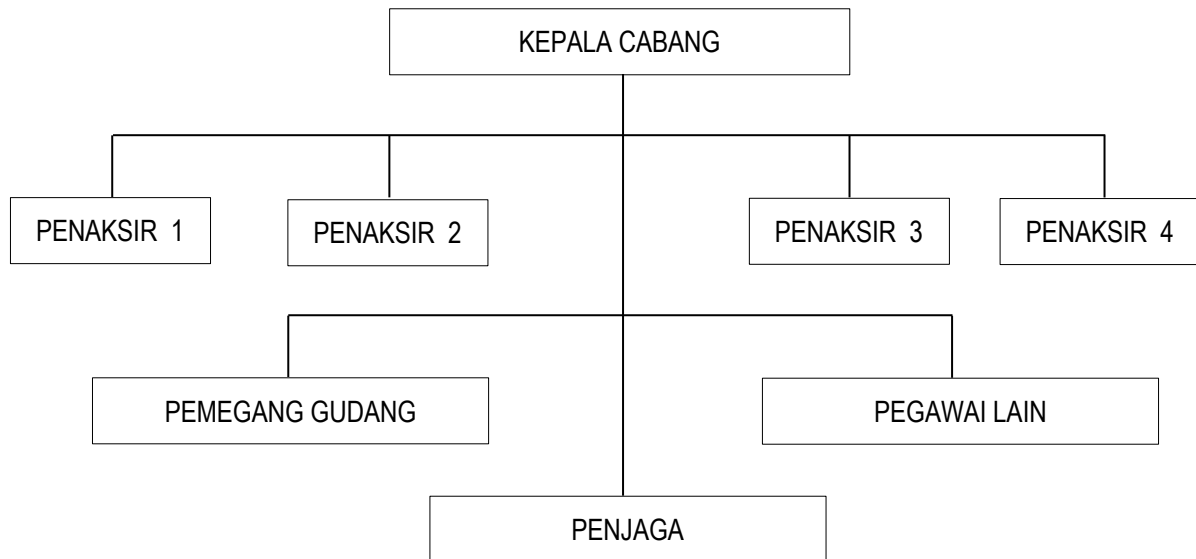 KEPALA CABANG
PENAKSIR 1
PENAKSIR 2
PENAKSIR 3
PENAKSIR 4
PEMEGANG GUDANG
PEGAWAI LAIN
PENJAGA